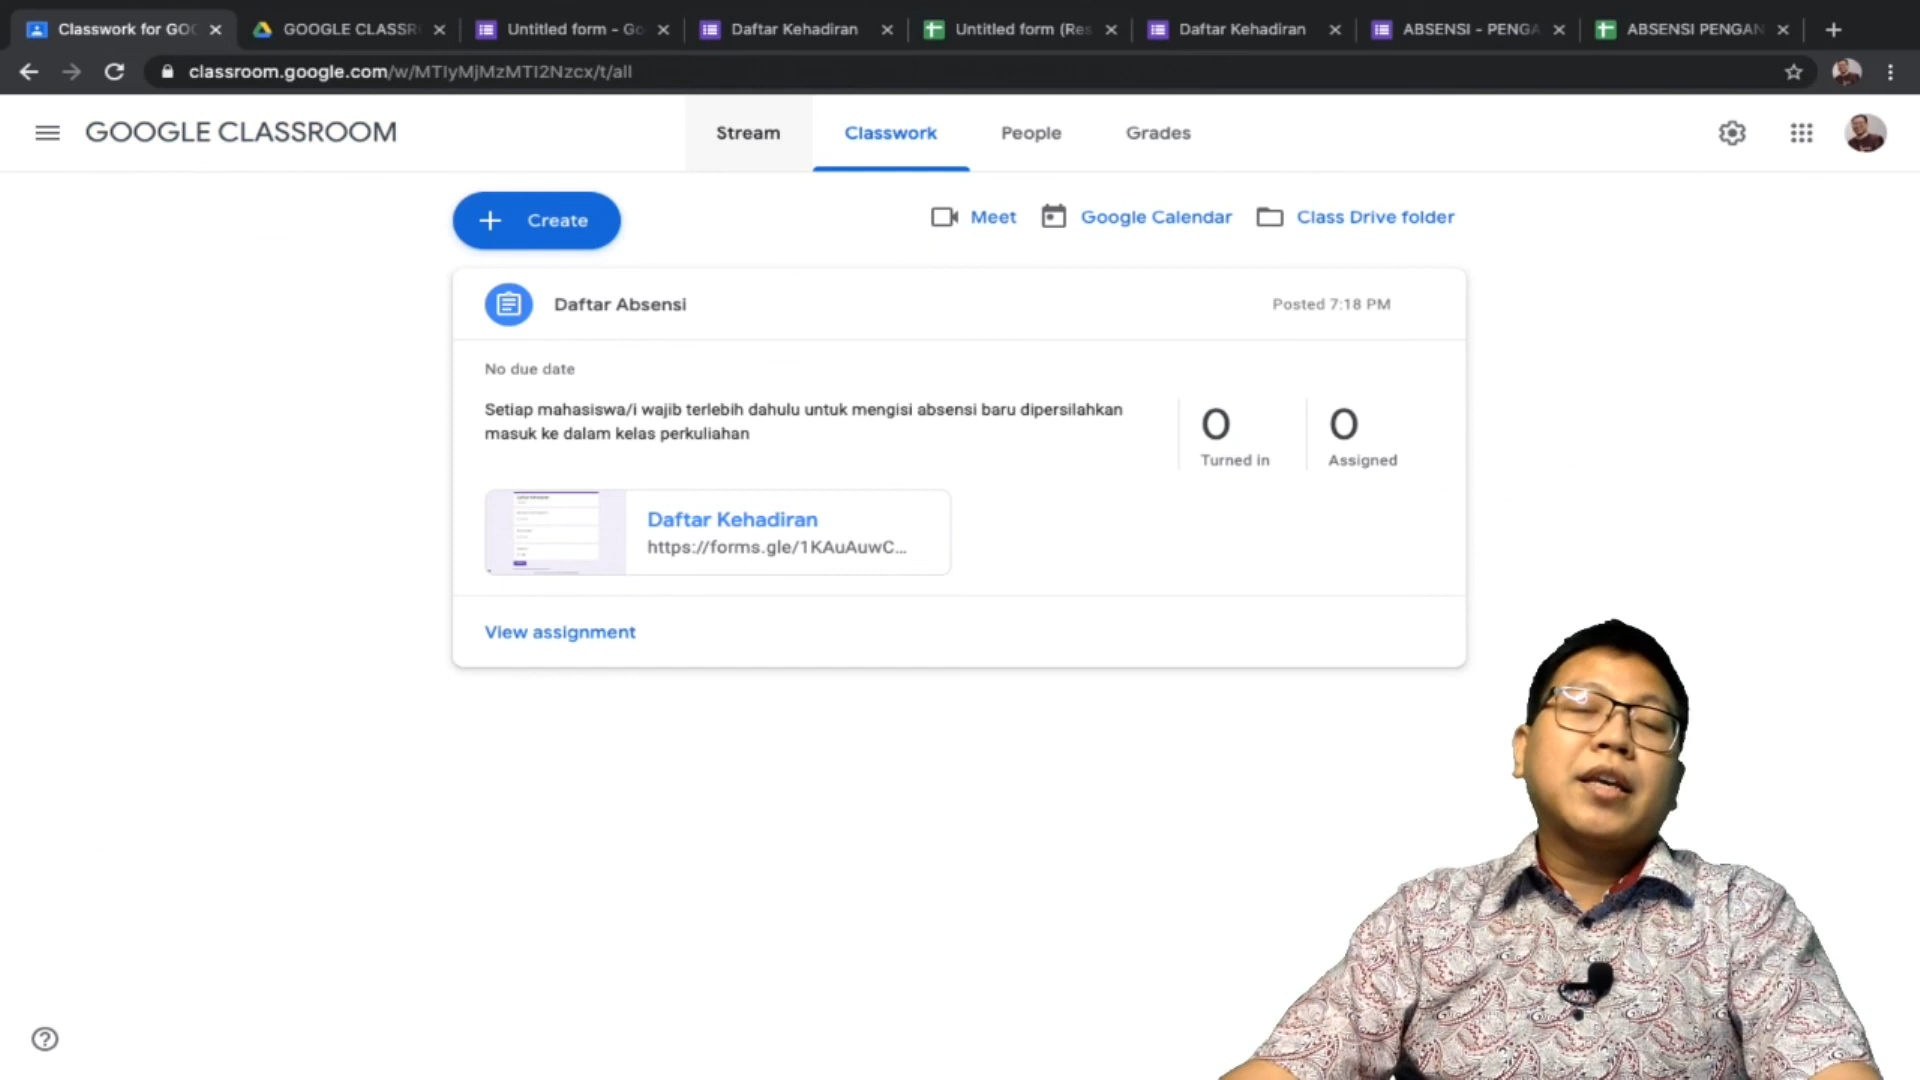 Classwork for GOO
GOOGLE CLASSR
Untitled form - Go
Daftar Kehadiran
Untitled form (Res
Daftar Kehadiran
ABSENSI - PENGA
ABSENSI PENGAN
classroom.google.com/w/MTIyMjMzMTI2Nzcx/t/all
GOOGLE CLASSROOM
Stream
Classwork
People
Grades
Create
Meet
Google Calendar
Class Drive folder
Daftar Absensi
Posted 7:18 PM
No due date
Setiap mahasiswa/i wajib terlebih dahulu untuk mengisi absensi baru dipersilahkan
masuk ke dalam kelas perkuliahan
0
Turned in
0
Assigned
Daftar Kehadiran
https://forms.gle/1KAuAuwC...
View assignment